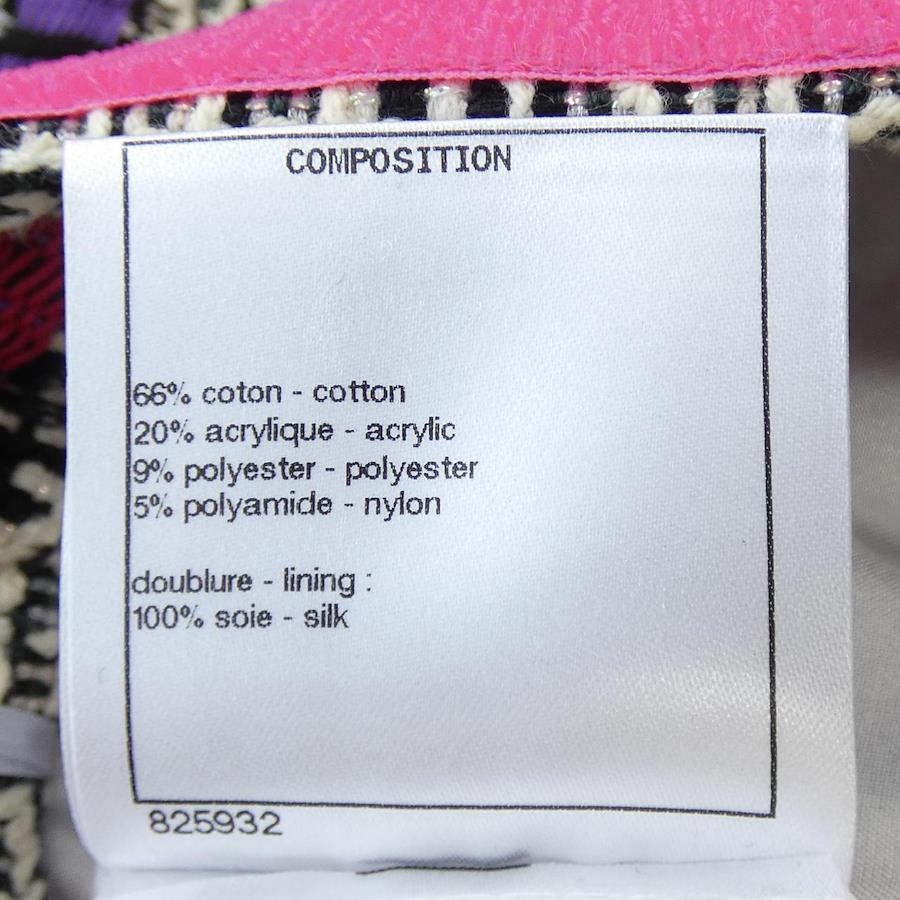 COMPOSITION
66% coton - cotton
20% acrylique - acrylic
9% polyester - polyester
5% polyamide - nylon
doublure - lining :
100% soie - silk
825932